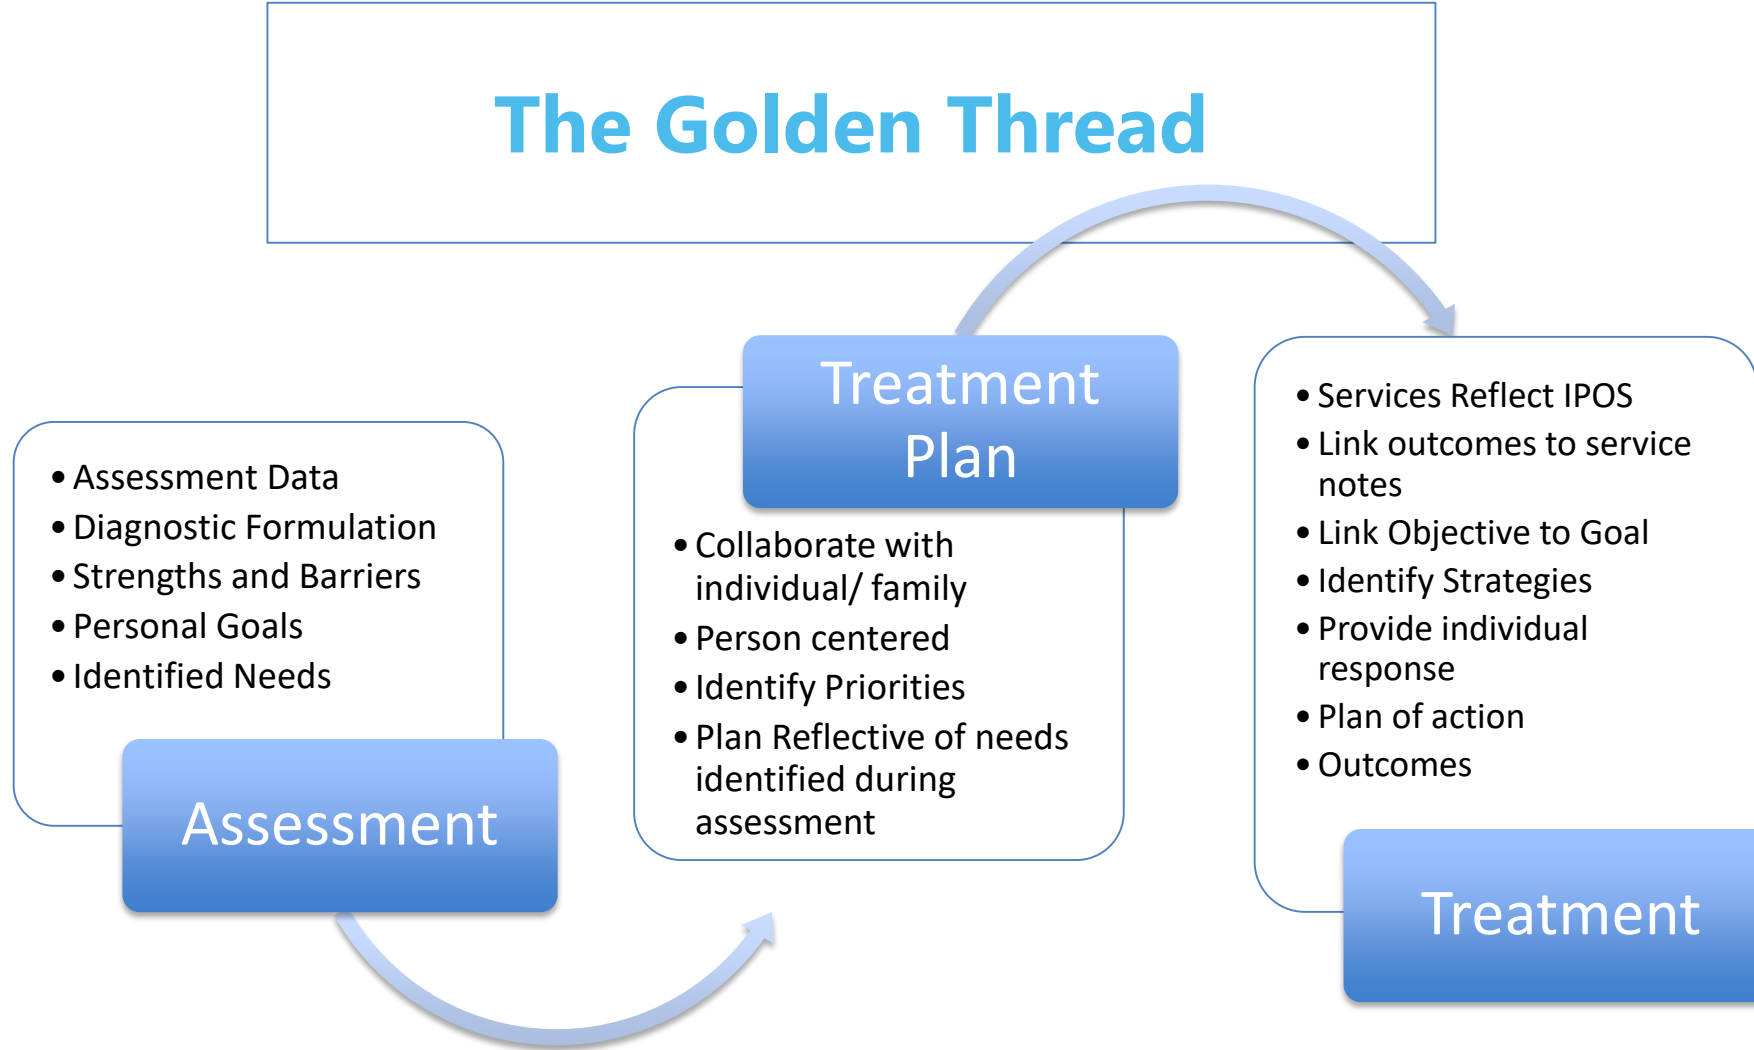 The Golden Thread
• Assessment Data
• Diagnostic Formulation
• Strengths and Barriers
• Personal Goals
• Identified Needs
Assessment
Treatment
Plan
• Collaborate with
individual/ family
• Person centered
• Identify Priorities
• Plan Reflective of needs
identified during
assessment
• Services Reflect IPOS
• Link outcomes to service
notes
• Link Objective to Goal
• Identify Strategies
• Provide individual
response
• Plan of action
• Outcomes
Treatment